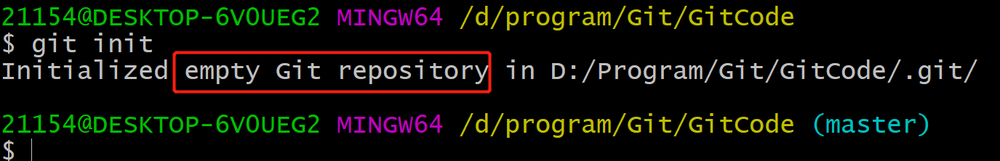 21154@DESKTOP-6V0UEG2 MINGW64 /d/program/Git/GitCode
$ git init
Initialized empty Git repository in D:/Program/Git/GitCode/.git/
21154@DESKTOP-6V0UEG2 MINGW64 /d/program/Git/GitCode (master)
$